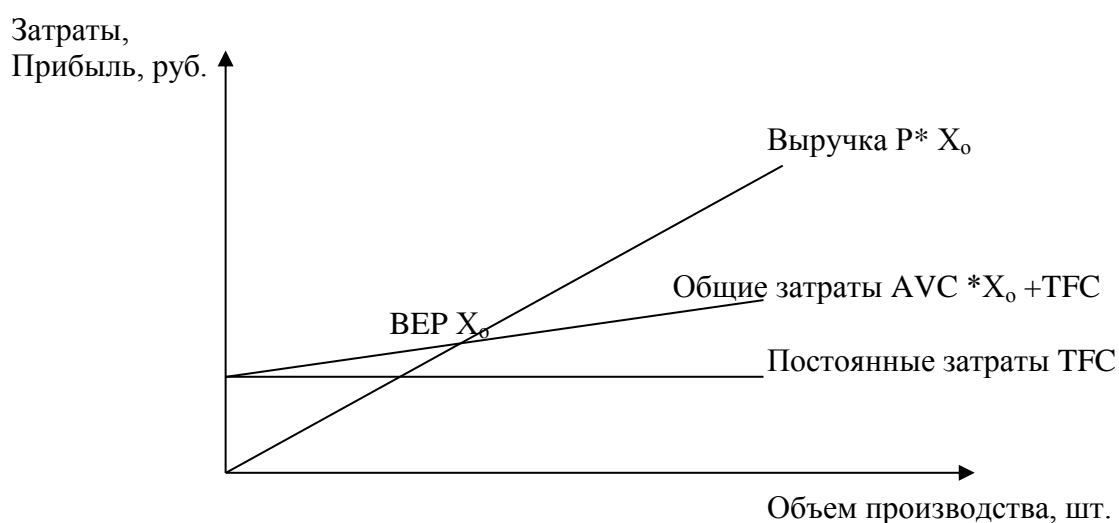 Затраты,
Прибыль, руб.
Выручка P* Xₒ
Общие затраты AVC *Xₒ +TFC
BEP Xₒ
Постоянные затраты TFC
Объем производства, шт.